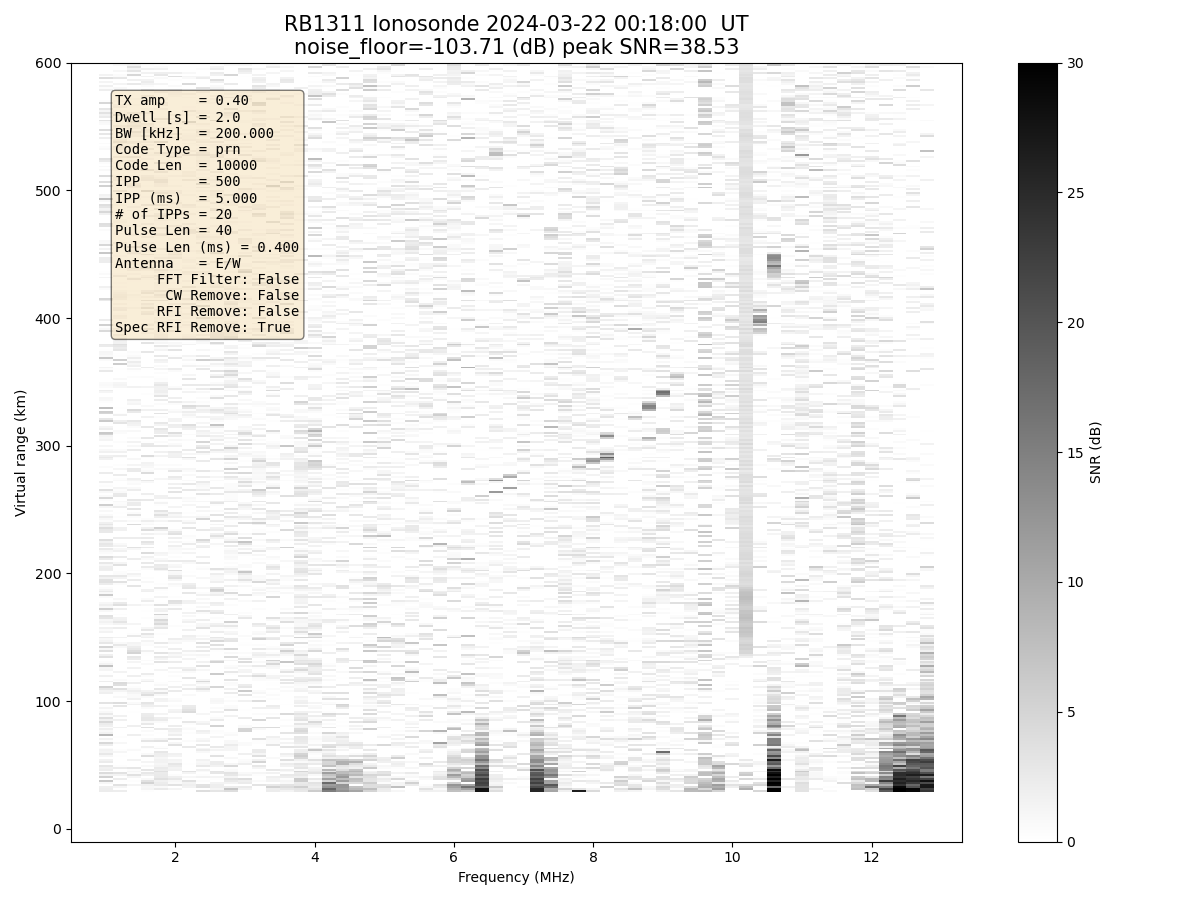 RB1311 Ionosonde 2024-03-22 00:18:00  UT
noise_floor=-103.71 (dB) peak SNR=38.53
TX amp    = 0.40
Dwell [s] = 2.0
BW [kHz]  = 200.000
Code Type = prn
Code Len  = 10000
IPP       = 500
IPP (ms)  = 5.000
# of IPPs = 20
Pulse Len = 40
Pulse Len (ms) = 0.400
Antenna   = E/W
FFT Filter: False
CW Remove: False
RFI Remove: False
Spec RFI Remove: True
600
500
400
300
200
100
0
Virtual range (km)
2
4
6
8
10
12
Frequency (MHz)
30
25
20
15
10
5
0
SNR (dB)